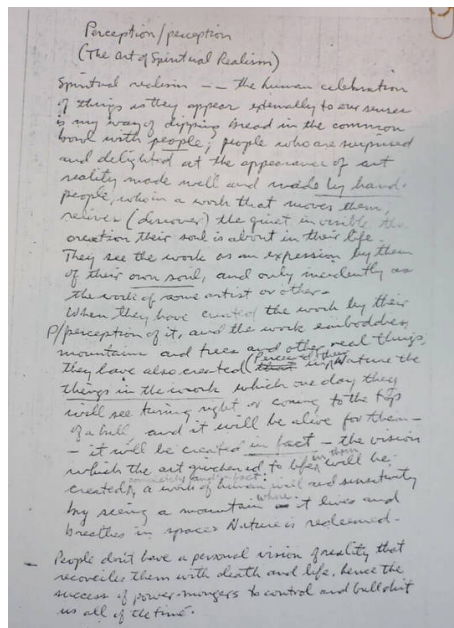 Perception/perception
(The Art of Spiritual Realism)
Spiritual realism -- the human celebration
of things as they appear externally to our senses
is my way of dipping bread in the common
bowl with people; people who are surprised
and delighted at the appearance of art
reality made well and made by hand.
people, who in a work that moves them,
relive (discover) the quiet invisible
creation their soul is about in their life.
They see the work as an expression by them
of their own soul, and only incidently as
the work of some artist or other.
When they have created the work by their
P/perception of it, and the work embodies
mountains and trees and other real things,
they have also created in Nature the
things in the work which one day they
will see turning right or coming to the top
of a hill, and it will be alive for them -
- it will be created in fact - the vision
which the art quickened to life in them will be
created, a work of human will and sensitivity
by seeing a mountain where it lives and
breathes in space. Nature is redeemed.
People don't have a personal vision of reality that
reconciles them with death and life, hence the
success of power-mongers to control and bullshit
us all of the time.